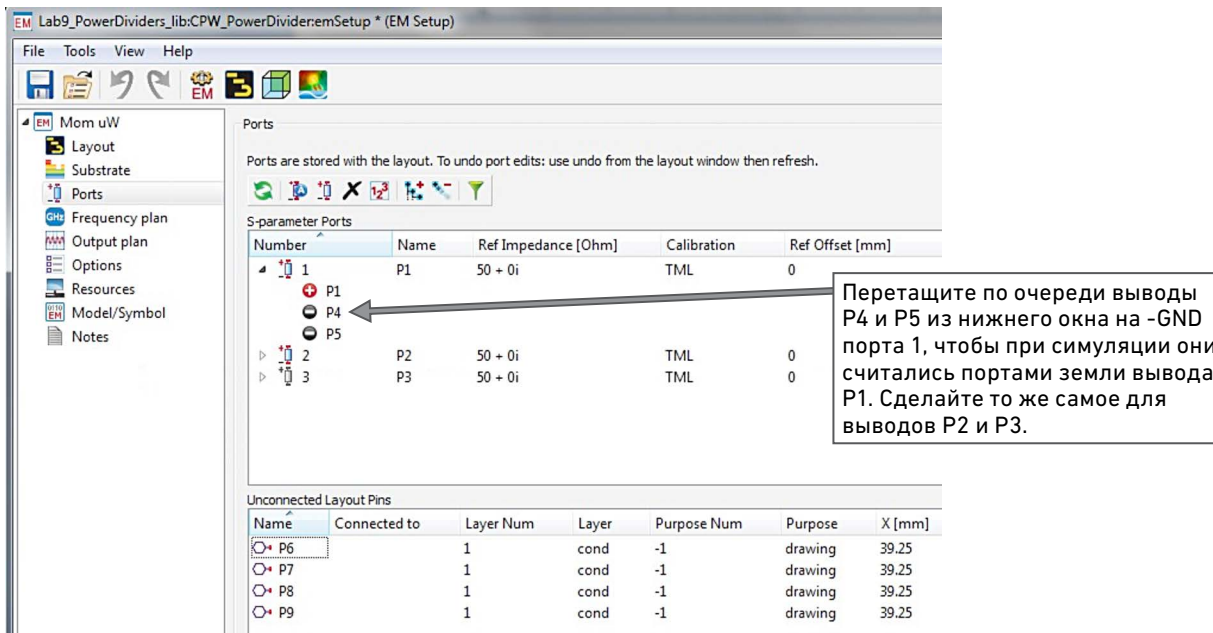 EM Lab9_PowerDividers_lib:CPW_PowerDivider:emSetup * (EM Setup)
File Tools View Help
EM
EM Mom uW
Layout
Substrate
Ports
GHz Frequency plan
Output plan
Options
Resources
0110 EM Model/Symbol
Notes
Ports
Ports are stored with the layout. To undo port edits: use undo from the layout window then refresh.
S-parameter Ports
Number Name Ref Impedance [Ohm] Calibration Ref Offset [mm]
1 P1 50 + 0i TML 0
P1
P4
P5
2 P2 50 + 0i TML 0
3 P3 50 + 0i TML 0
Перетащите по очереди выводы
P4 и P5 из нижнего окна на -GND
порта 1, чтобы при симуляции они
считались портами земли вывода
P1. Сделайте то же самое для
выводов P2 и P3.
Unconnected Layout Pins
Name Connected to Layer Num Layer Purpose Num Purpose X [mm]
P6 1 cond -1 drawing 39.25
P7 1 cond -1 drawing 39.25
P8 1 cond -1 drawing 39.25
P9 1 cond -1 drawing 39.25